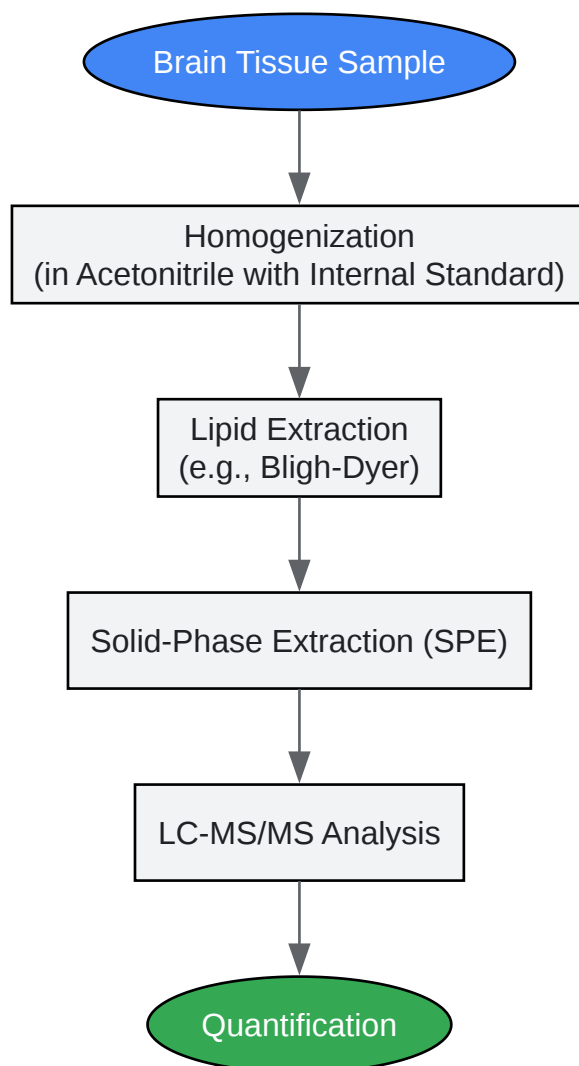 Brain Tissue Sample
Homogenization
(in Acetonitrile with Internal Standard)
Lipid Extraction
(e.g., Bligh-Dyer)
Solid-Phase Extraction (SPE)
LC-MS/MS Analysis
Quantification